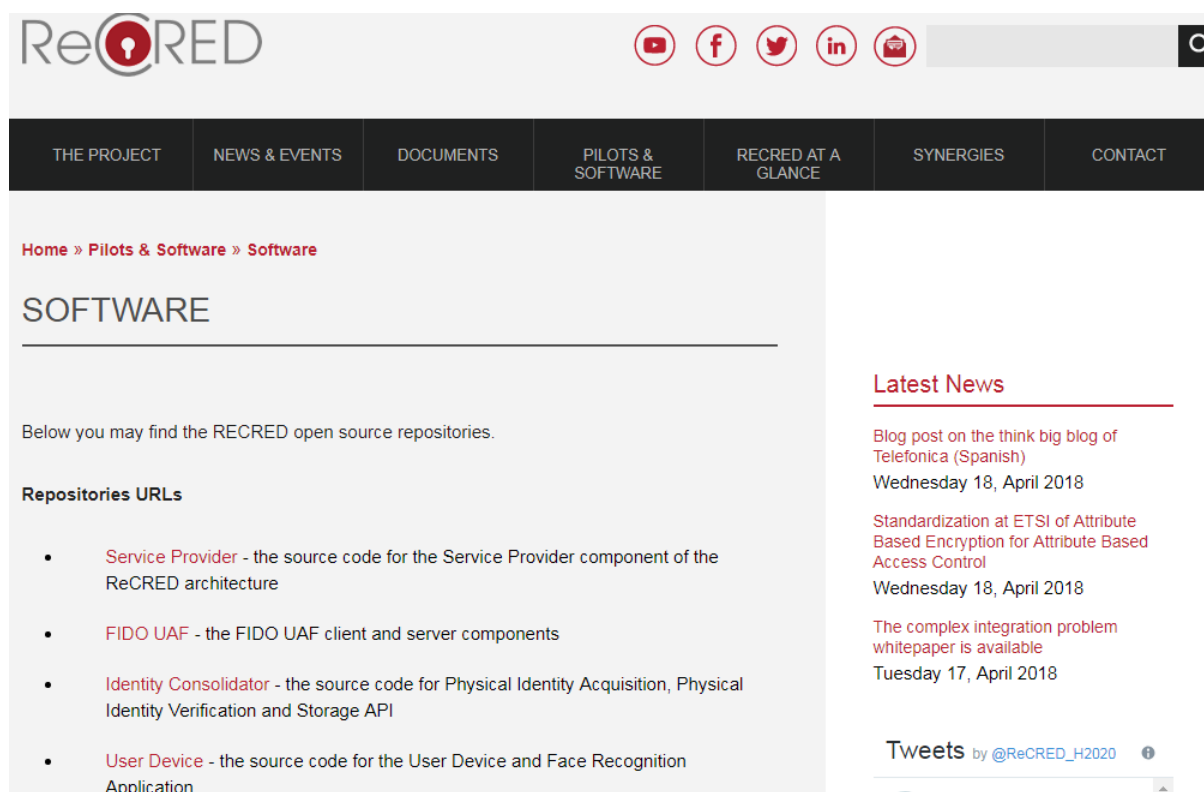 ReCRED
THE PROJECT
NEWS & EVENTS
DOCUMENTS
PILOTS &
SOFTWARE
RECRED AT A
GLANCE
SYNERGIES
CONTACT
Home » Pilots & Software » Software
SOFTWARE
Below you may find the RECRED open source repositories.
Repositories URLs
• Service Provider - the source code for the Service Provider component of the
ReCRED architecture
• FIDO UAF - the FIDO UAF client and server components
• Identity Consolidator - the source code for Physical Identity Acquisition, Physical
Identity Verification and Storage API
• User Device - the source code for the User Device and Face Recognition
Application
Latest News
Blog post on the think big blog of
Telefonica (Spanish)
Wednesday 18, April 2018
Standardization at ETSI of Attribute
Based Encryption for Attribute Based
Access Control
Wednesday 18, April 2018
The complex integration problem
whitepaper is available
Tuesday 17, April 2018
Tweets by @ReCRED_H2020